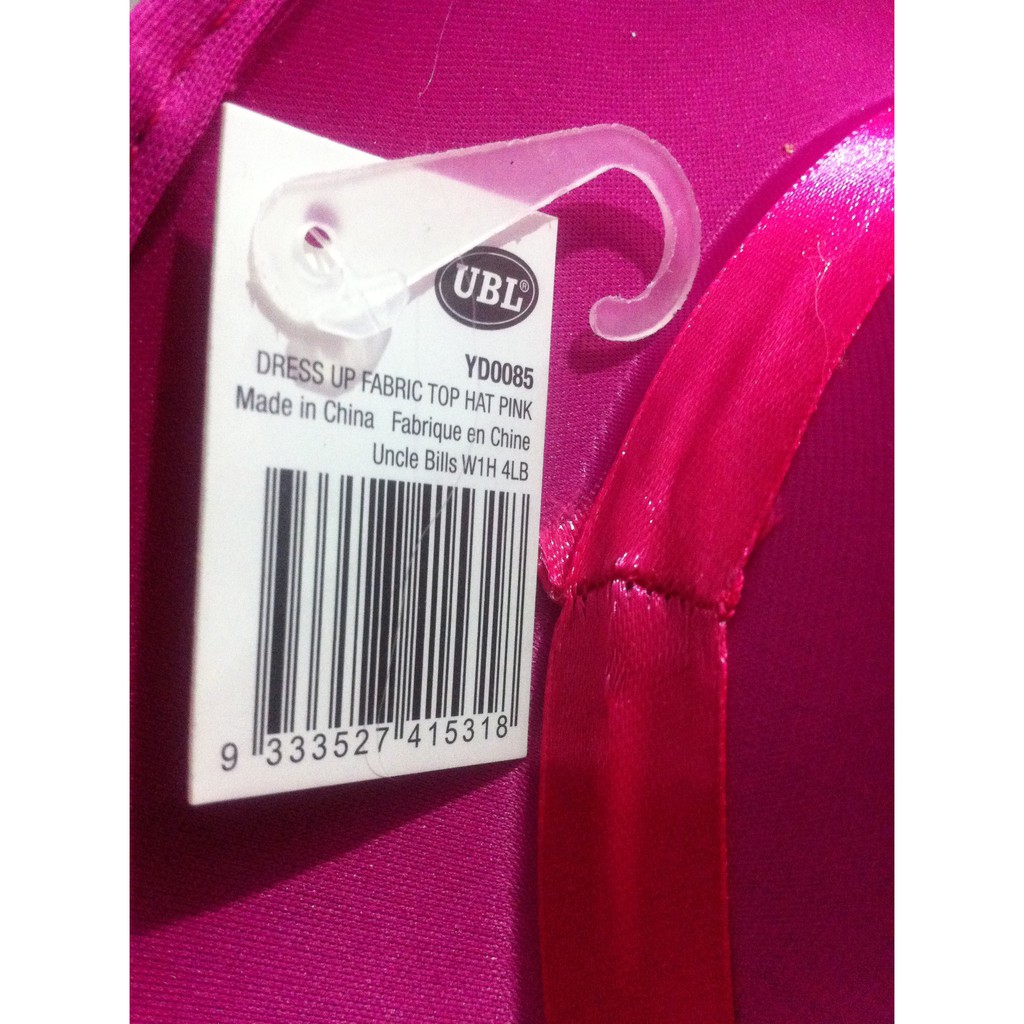 UBL®
YD0085
DRESS UP FABRIC TOP HAT PINK
Made in China Fabrique en Chine
Uncle Bills W1H 4LB
9 333527 415318